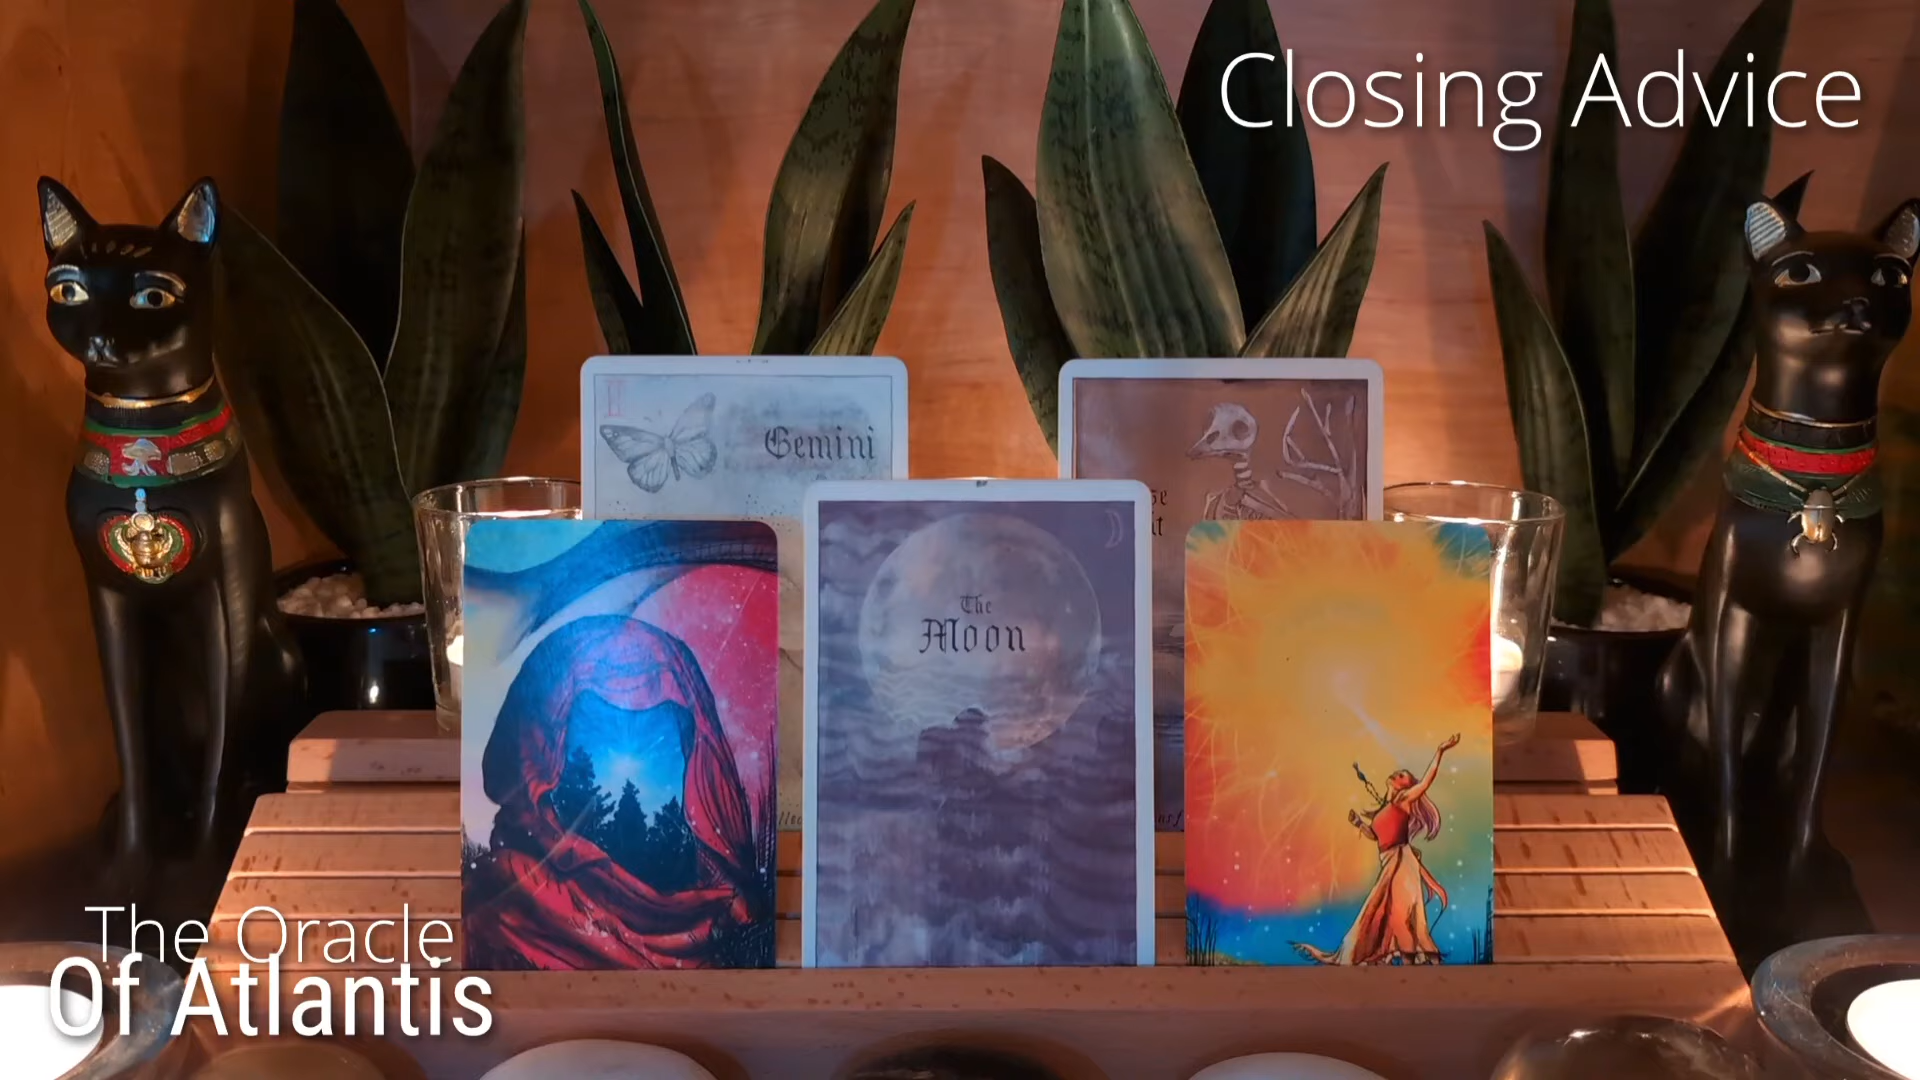 Closing Advice
Gemini
The
Moon
The Oracle
Of Atlantis